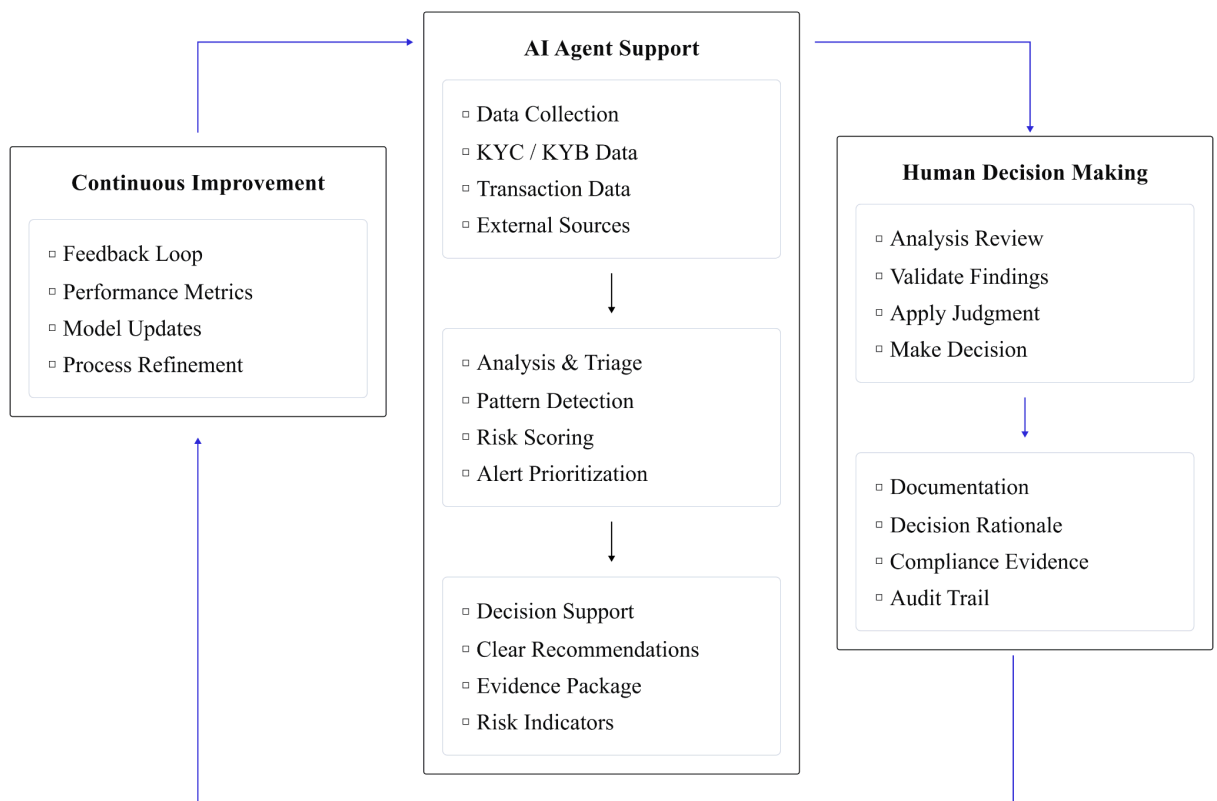 AI Agent Support
Data Collection
KYC / KYB Data
Transaction Data
External Sources
Analysis & Triage
Pattern Detection
Risk Scoring
Alert Prioritization
Decision Support
Clear Recommendations
Evidence Package
Risk Indicators
Human Decision Making
Analysis Review
Validate Findings
Apply Judgment
Make Decision
Documentation
Decision Rationale
Compliance Evidence
Audit Trail
Continuous Improvement
Feedback Loop
Performance Metrics
Model Updates
Process Refinement